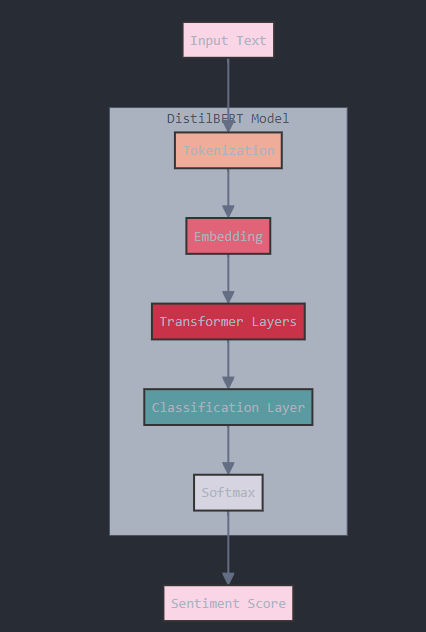 Input Text
DistilBERT Model
Tokenization
Embedding
Transformer Layers
Classification Layer
Softmax
Sentiment Score